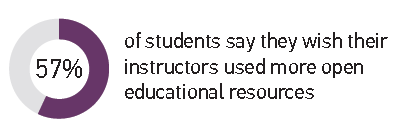 57%
of students say they wish their
instructors used more open
educational resources